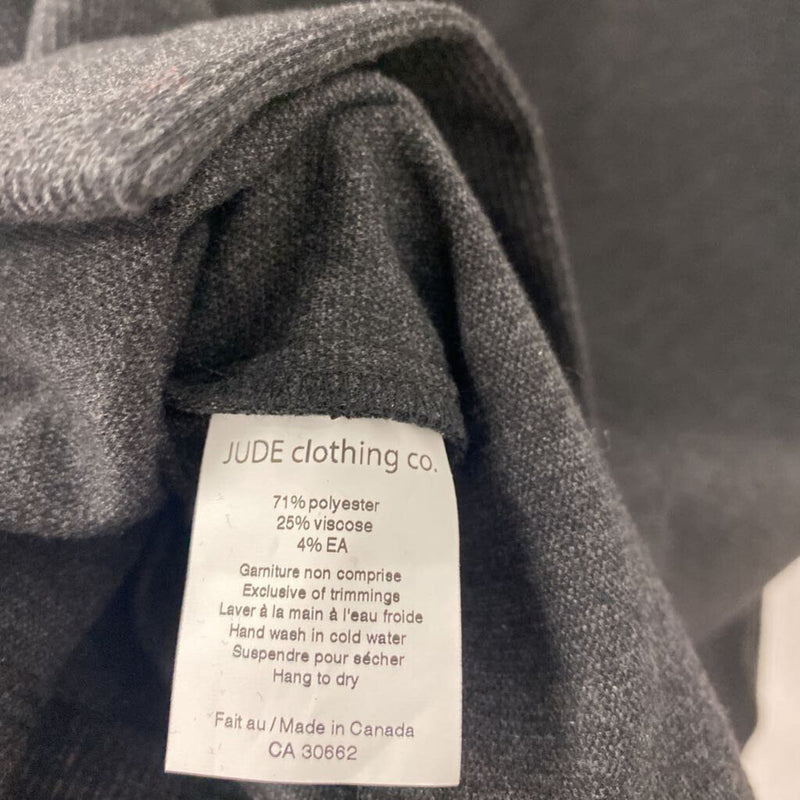 JUDE clothing co.
71% polyester
25% viscose
4% EA
Garniture non comprise
Exclusive of trimmings
Laver à la main à l'eau froide
Hand wash in cold water
Suspendre pour sécher
Hang to dry
Fait au / Made in Canada
CA 30662